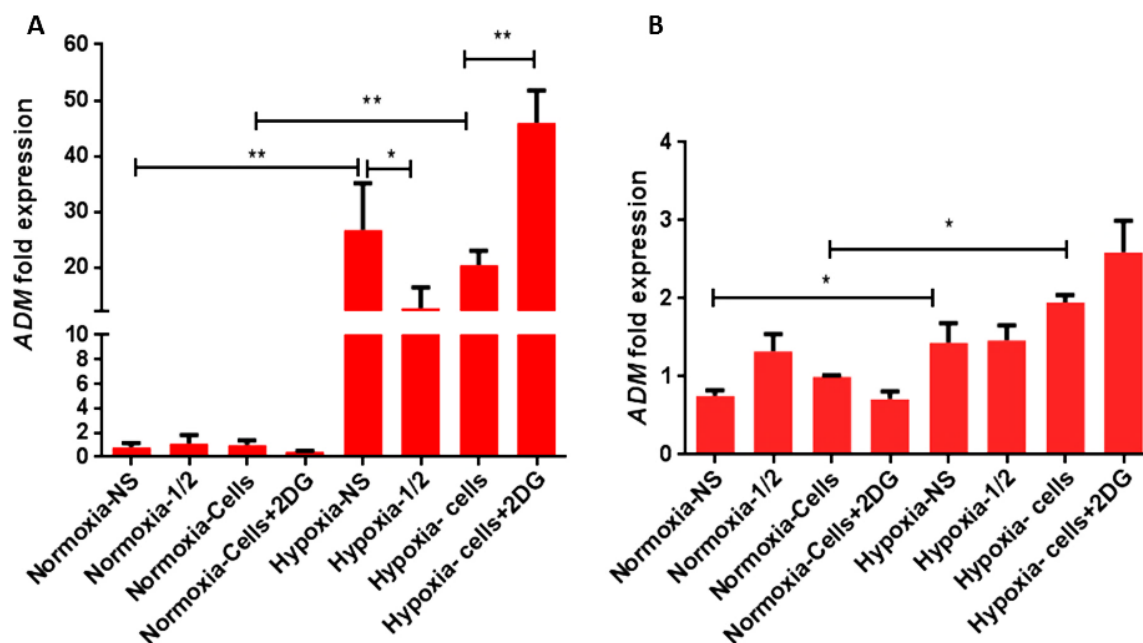 A
ADM fold expression
60
50
40
30
20
10
8
6
4
2
0
**
**
**
*
Normoxia-NS
Normoxia-1/2
Normoxia-Cells
Normoxia-Cells+2DG
Hypoxia-NS
Hypoxia-1/2
Hypoxia- cells
Hypoxia- cells+2DG
B
ADM fold expression
4
3
2
1
0
*
*
Normoxia-NS
Normoxia-1/2
Normoxia-Cells
Normoxia-Cells+2DG
Hypoxia-NS
Hypoxia-1/2
Hypoxia- cells
Hypoxia- cells+2DG